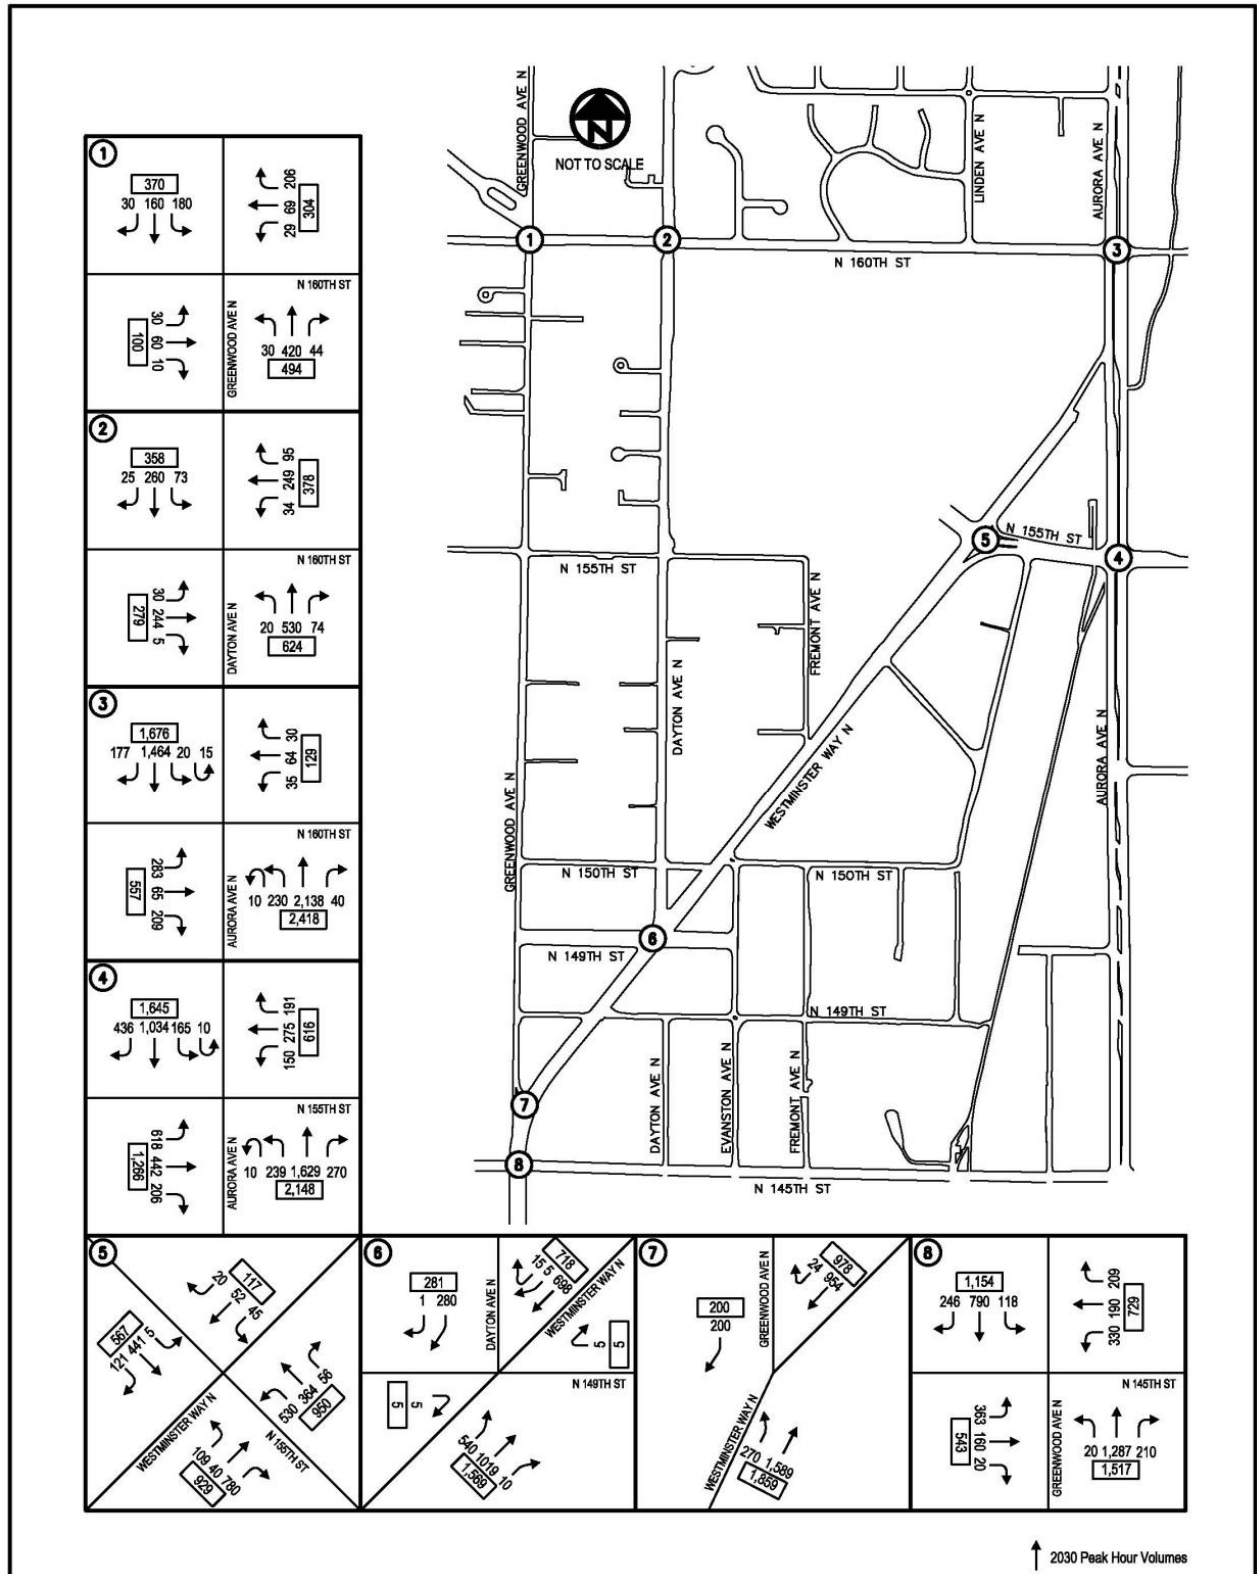 GREENWOOD AVE N
N
NOT TO SCALE
LINDEN AVE N
AURORA AVE N
1
2
3
N 160TH ST
N 155TH ST
5
N 155TH ST
4
FREMONT AVE N
DAYTON AVE N
WESTMINSTER WAY N
AURORA AVE N
GREENWOOD AVE N
N 150TH ST
N 150TH ST
6
N 149TH ST
N 149TH ST
7
DAYTON AVE N
EVANSTON AVE N
FREMONT AVE N
8
N 145TH ST
1
370
30 160 180
206
69
29
304
30
60
10
100
N 160TH ST
GREENWOOD AVE N
30 420 44
494
2
358
25 260 73
95
249
34
378
30
244
5
279
N 160TH ST
DAYTON AVE N
20 530 74
624
3
1,676
177 1,464 20 15
30
64
35
129
283
65
209
557
N 160TH ST
AURORA AVE N
10 230 2,138 40
2,418
4
1,645
436 1,034 165 10
191
275
150
616
618
442
206
1,266
N 155TH ST
AURORA AVE N
10 239 1,629 270
2,148
5
117
20 52 45
567
121 441 5
530 364 56
950
WESTMINSTER WAY N
109 40 780
929
N 155TH ST
6
281
1 280
DAYTON AVE N
718
15 5 698
WESTMINSTER WAY N
5
5
5
5
N 149TH ST
540 1019 10
1,569
7
200
200
GREENWOOD AVE N
978
24 954
WESTMINSTER WAY N
270 1,589
1,859
8
1,154
246 790 118
209
190
330
729
363
160
20
543
N 145TH ST
GREENWOOD AVE N
20 1,287 210
1,517
2030 Peak Hour Volumes